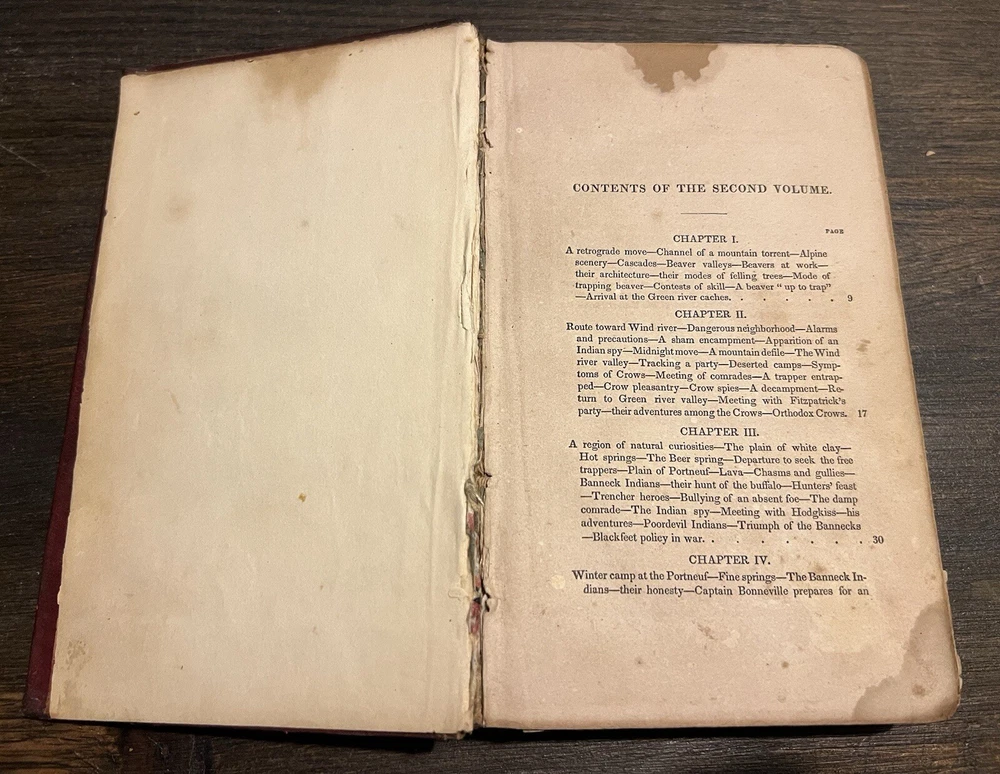 CONTENTS OF THE SECOND VOLUME.
PAGE
CHAPTER I.
A retrograde move—Channel of a mountain torrent—Alpine
scenery—Cascades—Beaver valleys—Beavers at work—
their architecture—their modes of felling trees—Mode of
trapping beaver—Contests of skill—A beaver "up to trap"
—Arrival at the Green river caches. . . . . . . 9
CHAPTER II.
Route toward Wind river—Dangerous neighborhood—Alarms
and precautions—A sham encampment—Apparition of an
Indian spy—Midnight move—A mountain defile—The Wind
river valley—Tracking a party—Deserted camps—Symp-
toms of Crows—Meeting of comrades—A trapper entrap-
ped—Crow pleasantry—Crow spies—A decampment—Re-
turn to Green river valley—Meeting with Fitzpatrick's
party—their adventures among the Crows—Orthodox Crows. 17
CHAPTER III.
A region of natural curiosities—The plain of white clay—
Hot springs—The Beer spring—Departure to seek the free
trappers—Plain of Portneuf—Lava—Chasms and gullies—
Banneck Indians—their hunt of the buffalo—Hunters' feast
—Trencher heroes—Bullying of an absent foe—The damp
comrade—The Indian spy—Meeting with Hodgkiss—his
adventures—Poordevil Indians—Triumph of the Bannecks
—Blackfeet policy in war. . . . . . . . 30
CHAPTER IV.
Winter camp at the Portneuf—Fine springs—The Banneck In-
dians—their honesty—Captain Bonneville prepares for an